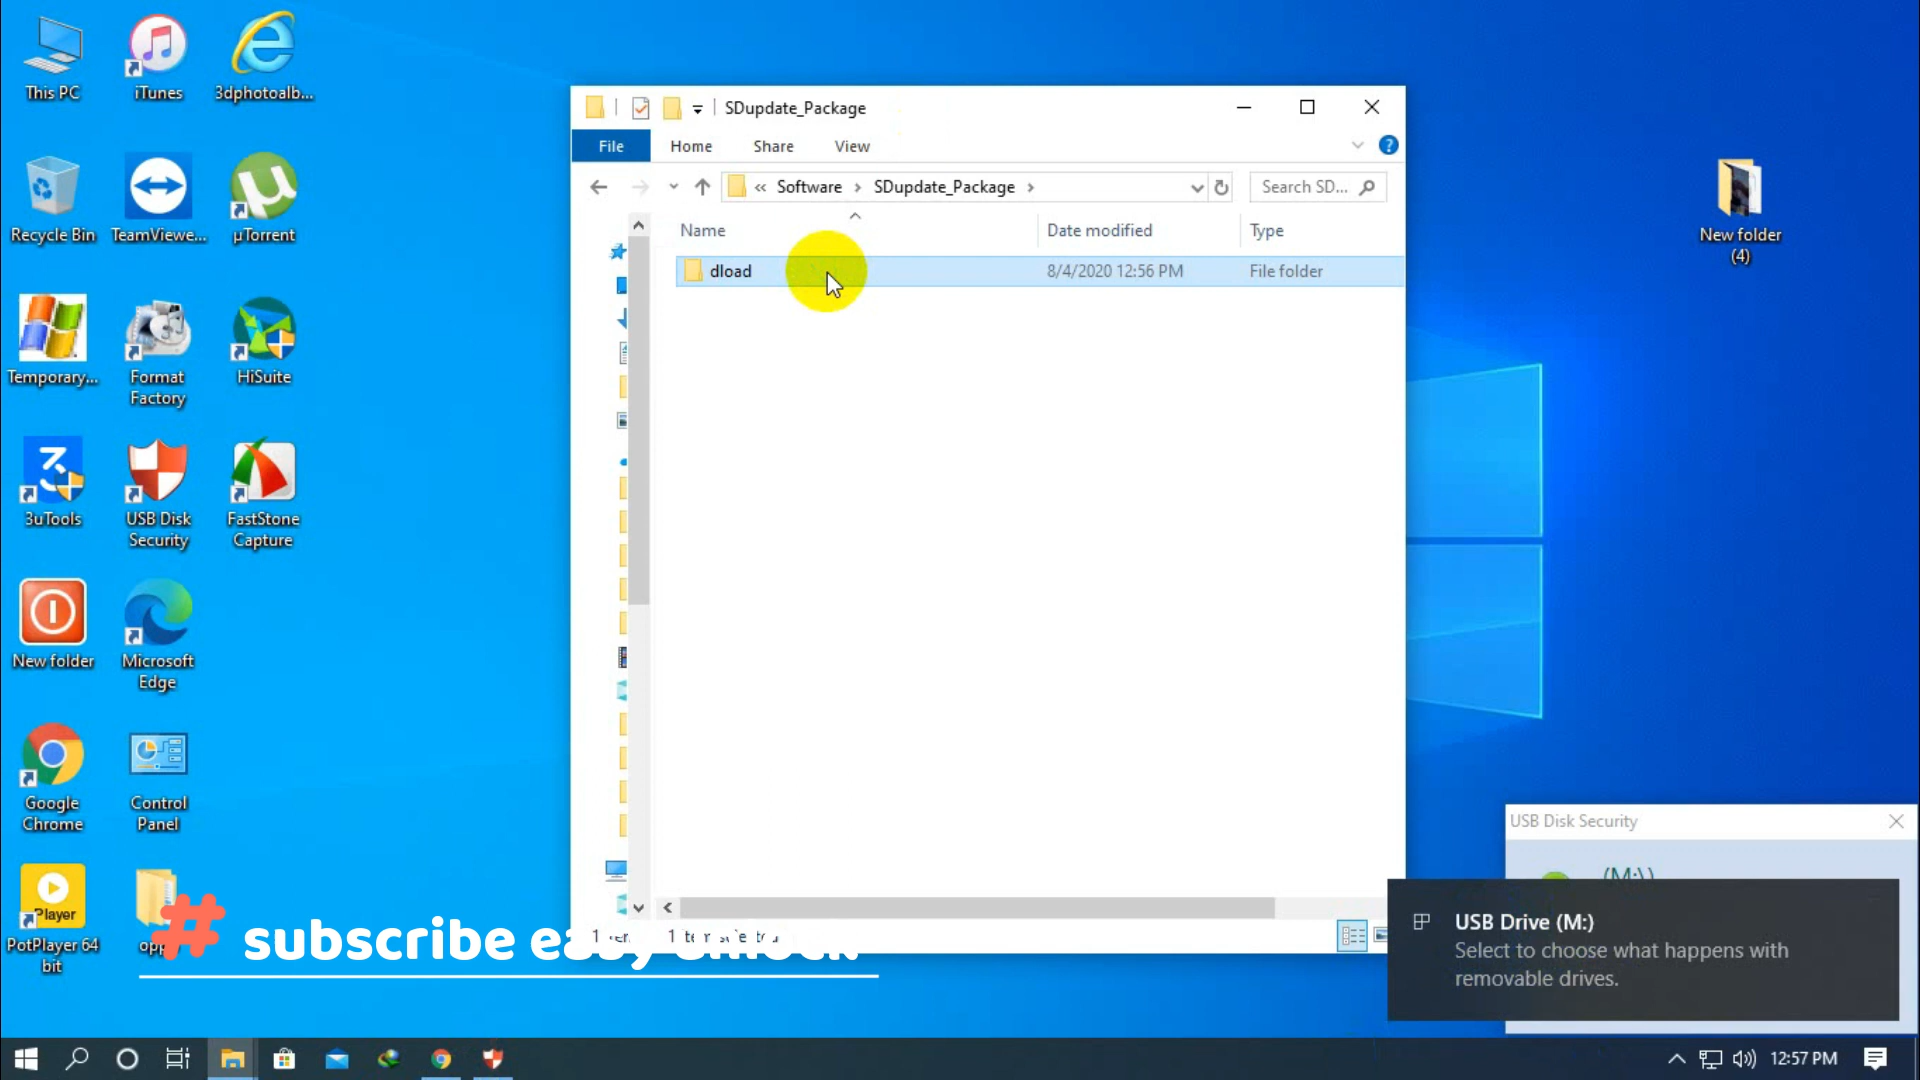 This PC
iTunes
3dphotoalb...
Recycle Bin
TeamViewe...
µTorrent
Temporary...
Format
Factory
HiSuite
3uTools
USB Disk
Security
FastStone
Capture
New folder
Microsoft
Edge
Google
Chrome
Control
Panel
Player
PotPlayer 64
bit
SDupdate_Package
File
Home
Share
View
« Software › SDupdate_Package ›
Search SD...
Name
Date modified
Type
dload
8/4/2020 12:56 PM
File folder
New folder
(4)
# subscribe
USB Disk Security
(M:\)
USB Drive (M:)
Select to choose what happens with
removable drives.
12:57 PM